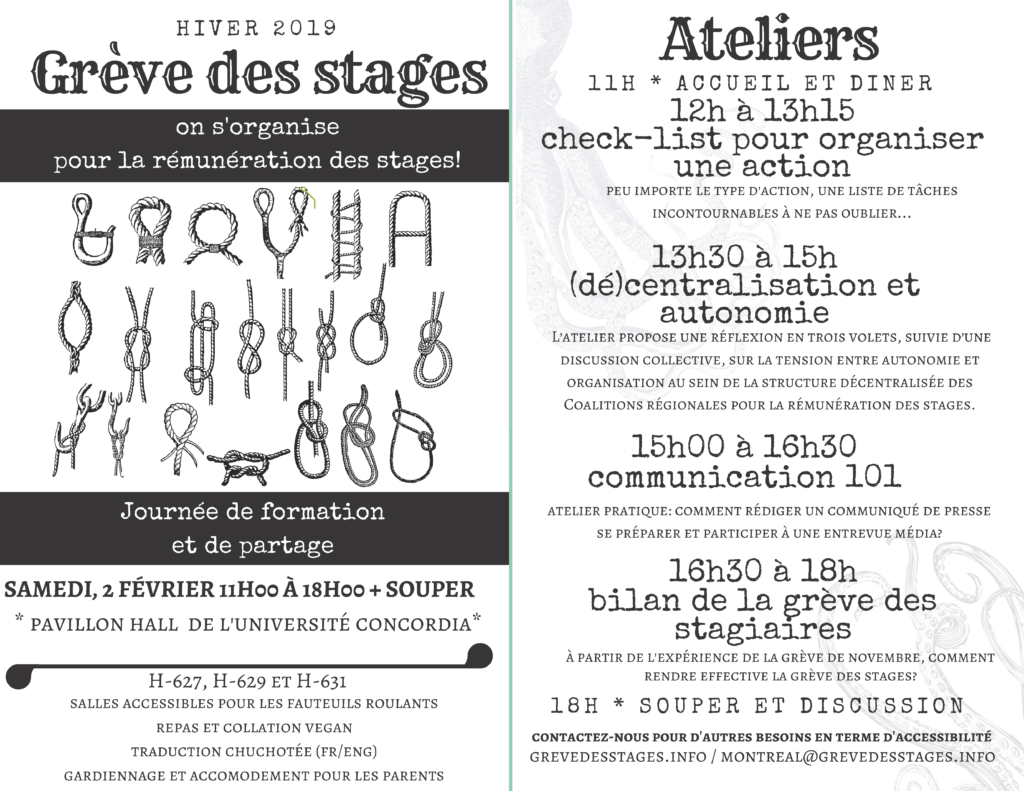 HIVER 2019
Grève des stages
on s'organise
pour la rémunération des stages!
Journée de formation
et de partage
SAMEDI, 2 FÉVRIER 11H00 À 18H00 + SOUPER
* PAVILLON HALL DE L'UNIVERSITÉ CONCORDIA*
H-627, H-629 ET H-631
SALLES ACCESSIBLES POUR LES FAUTEUILS ROULANTS
REPAS ET COLLATION VEGAN
TRADUCTION CHUCHOTÉE (FR/ENG)
GARDIENNAGE ET ACCOMODEMENT POUR LES PARENTS
Ateliers
11H * ACCUEIL ET DINER
12h à 13h15
check-list pour organiser
une action
PEU IMPORTE LE TYPE D'ACTION, UNE LISTE DE TÂCHES
INCONTOURNABLES À NE PAS OUBLIER...
13h30 à 15h
(dé)centralisation et
autonomie
L'ATELIER PROPOSE UNE RÉFLEXION EN TROIS VOLETS, SUIVIE D'UNE
DISCUSSION COLLECTIVE, SUR LA TENSION ENTRE AUTONOMIE ET
ORGANISATION AU SEIN DE LA STRUCTURE DÉCENTRALISÉE DES
COALITIONS RÉGIONALES POUR LA RÉMUNÉRATION DES STAGES.
15h00 à 16h30
communication 101
ATELIER PRATIQUE: COMMENT RÉDIGER UN COMMUNIQUÉ DE PRESSE
SE PRÉPARER ET PARTICIPER À UNE ENTREVUE MÉDIA?
16h30 à 18h
bilan de la grève des
stagiaires
À PARTIR DE L'EXPÉRIENCE DE LA GRÈVE DE NOVEMBRE, COMMENT
RENDRE EFFECTIVE LA GRÈVE DES STAGES?
18H * SOUPER ET DISCUSSION
CONTACTEZ-NOUS POUR D'AUTRES BESOINS EN TERME D'ACCESSIBILITÉ
GREVEDESSTAGES.INFO / MONTREAL@GREVEDESSTAGES.INFO